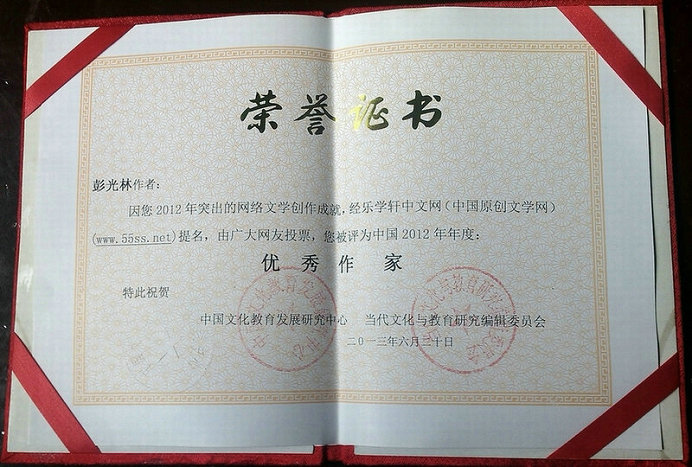 荣誉证书
彭光林作者：
因您2012年突出的网络文学创作成就，经乐学轩中文网（中国原创文学网）
(www.55ss.net)提名，由广大网友投票，您被评为中国2012年年度：
优秀作家
特此祝贺
中国文化教育发展研究中心 当代文化与教育研究编辑委员会
二〇一三年六月三十日